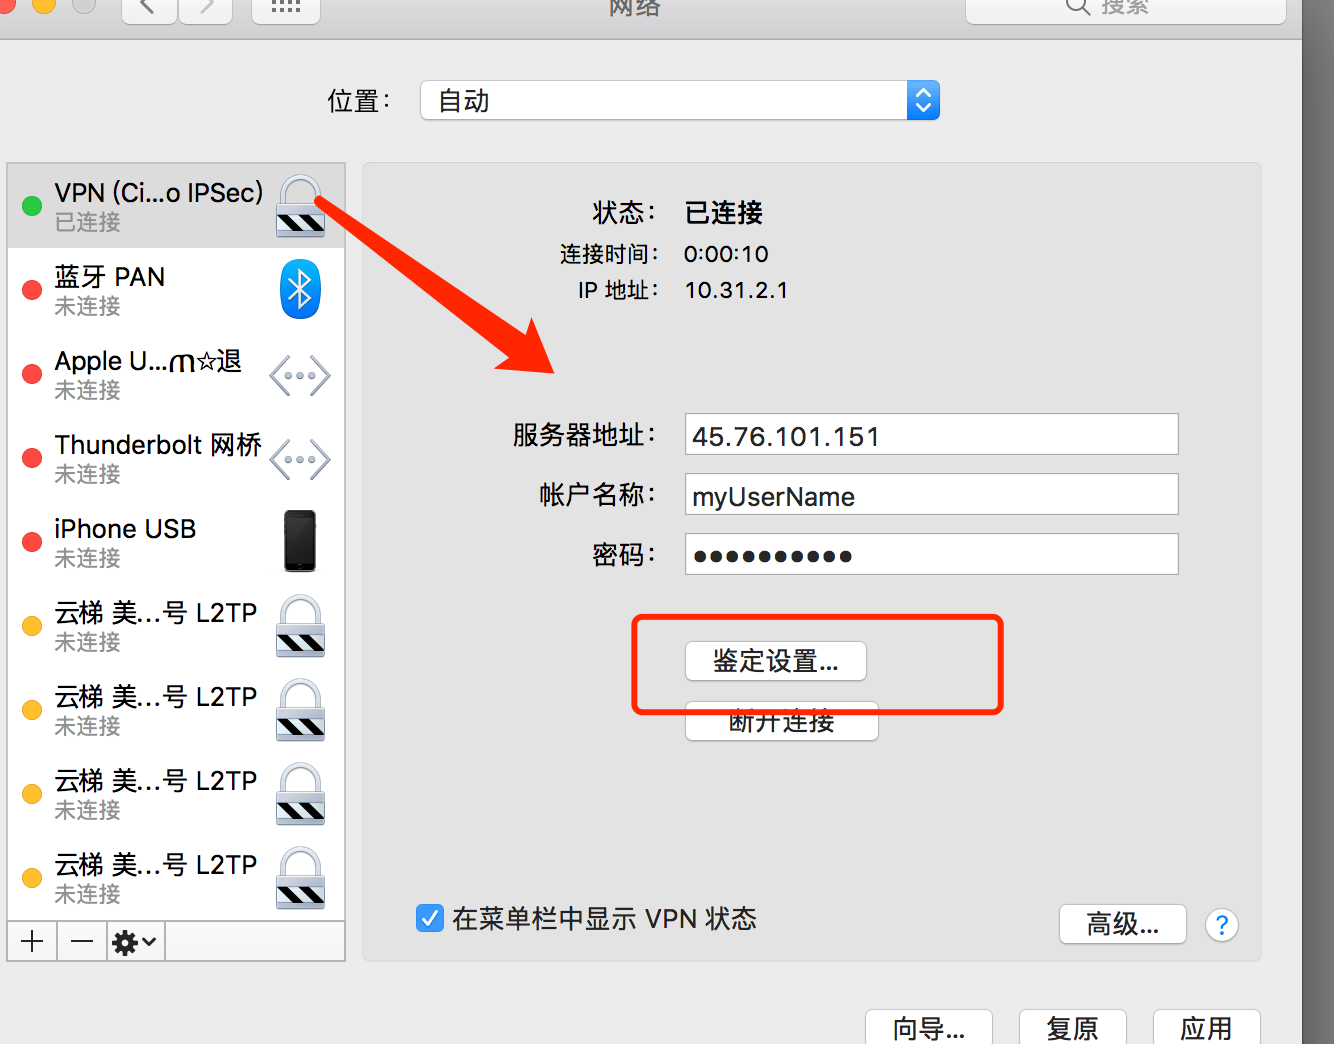 网络
搜索
位置：
自动
VPN (Ci...o IPSec)
已连接
蓝牙 PAN
未连接
Apple U...ՠ☆退
未连接
Thunderbolt 网桥
未连接
iPhone USB
未连接
云梯 美...号 L2TP
未连接
云梯 美...号 L2TP
未连接
云梯 美...号 L2TP
未连接
云梯 美...号 L2TP
未连接
状态： 已连接
连接时间： 0:00:10
IP 地址： 10.31.2.1
服务器地址： 45.76.101.151
帐户名称： myUserName
密码： ●●●●●●●●●●
鉴定设置...
断开连接
在菜单栏中显示 VPN 状态
高级...
?
向导...
复原
应用